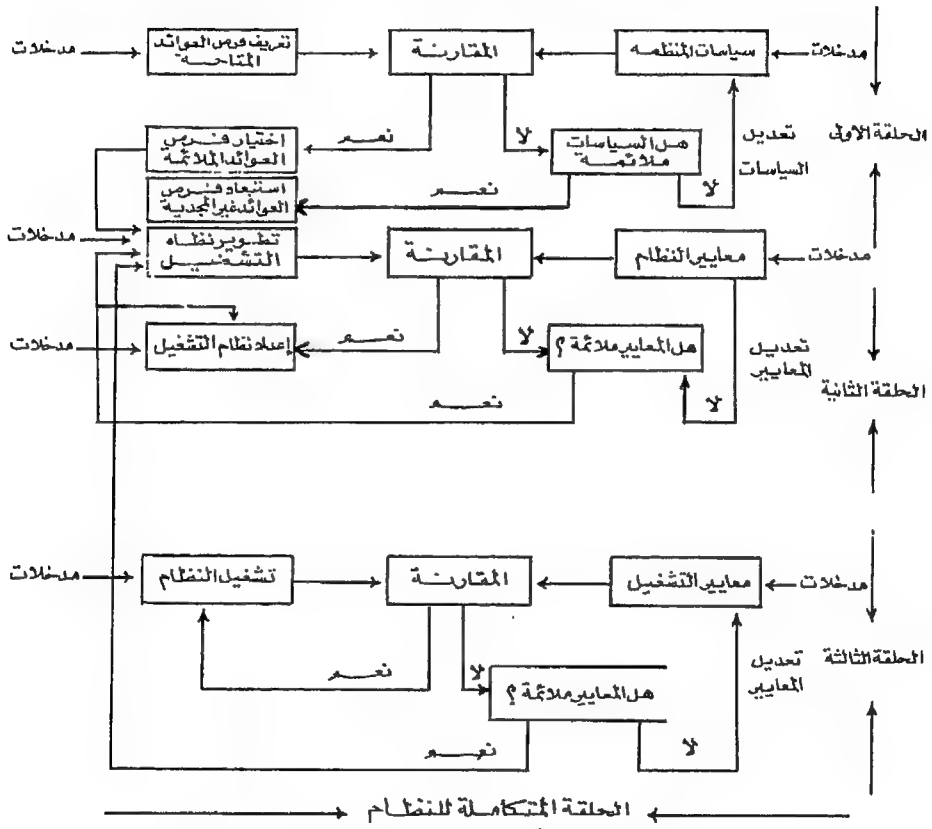 مدخلات
سياسات المنظمه
المقارنة
تعريف فرص العوائد
المتاحة
مدخلات
الحلقة الاولى
تعديل
السياسات
لا
هل السياسات
ملائمة
لا
نعم
اختيار فرص
العوائد الملائمة
نعم
استبعاد فرص
العوائد غير المجدية
مدخلات
معايير النظام
المقارنة
تطوير نظام
التشغيل
مدخلات
الحلقة الثانية
تعديل
المعايير
لا
هل المعايير ملائمة ؟
لا
نعم
إعداد نظام التشغيل
مدخلات
نعم
مدخلات
معايير التشغيل
المقارنة
تشغيل النظام
مدخلات
الحلقة الثالثة
تعديل
المعايير
لا
هل المعايير ملائمة ؟
لا
نعم
نعم
الحلقة المتكاملة للنظام